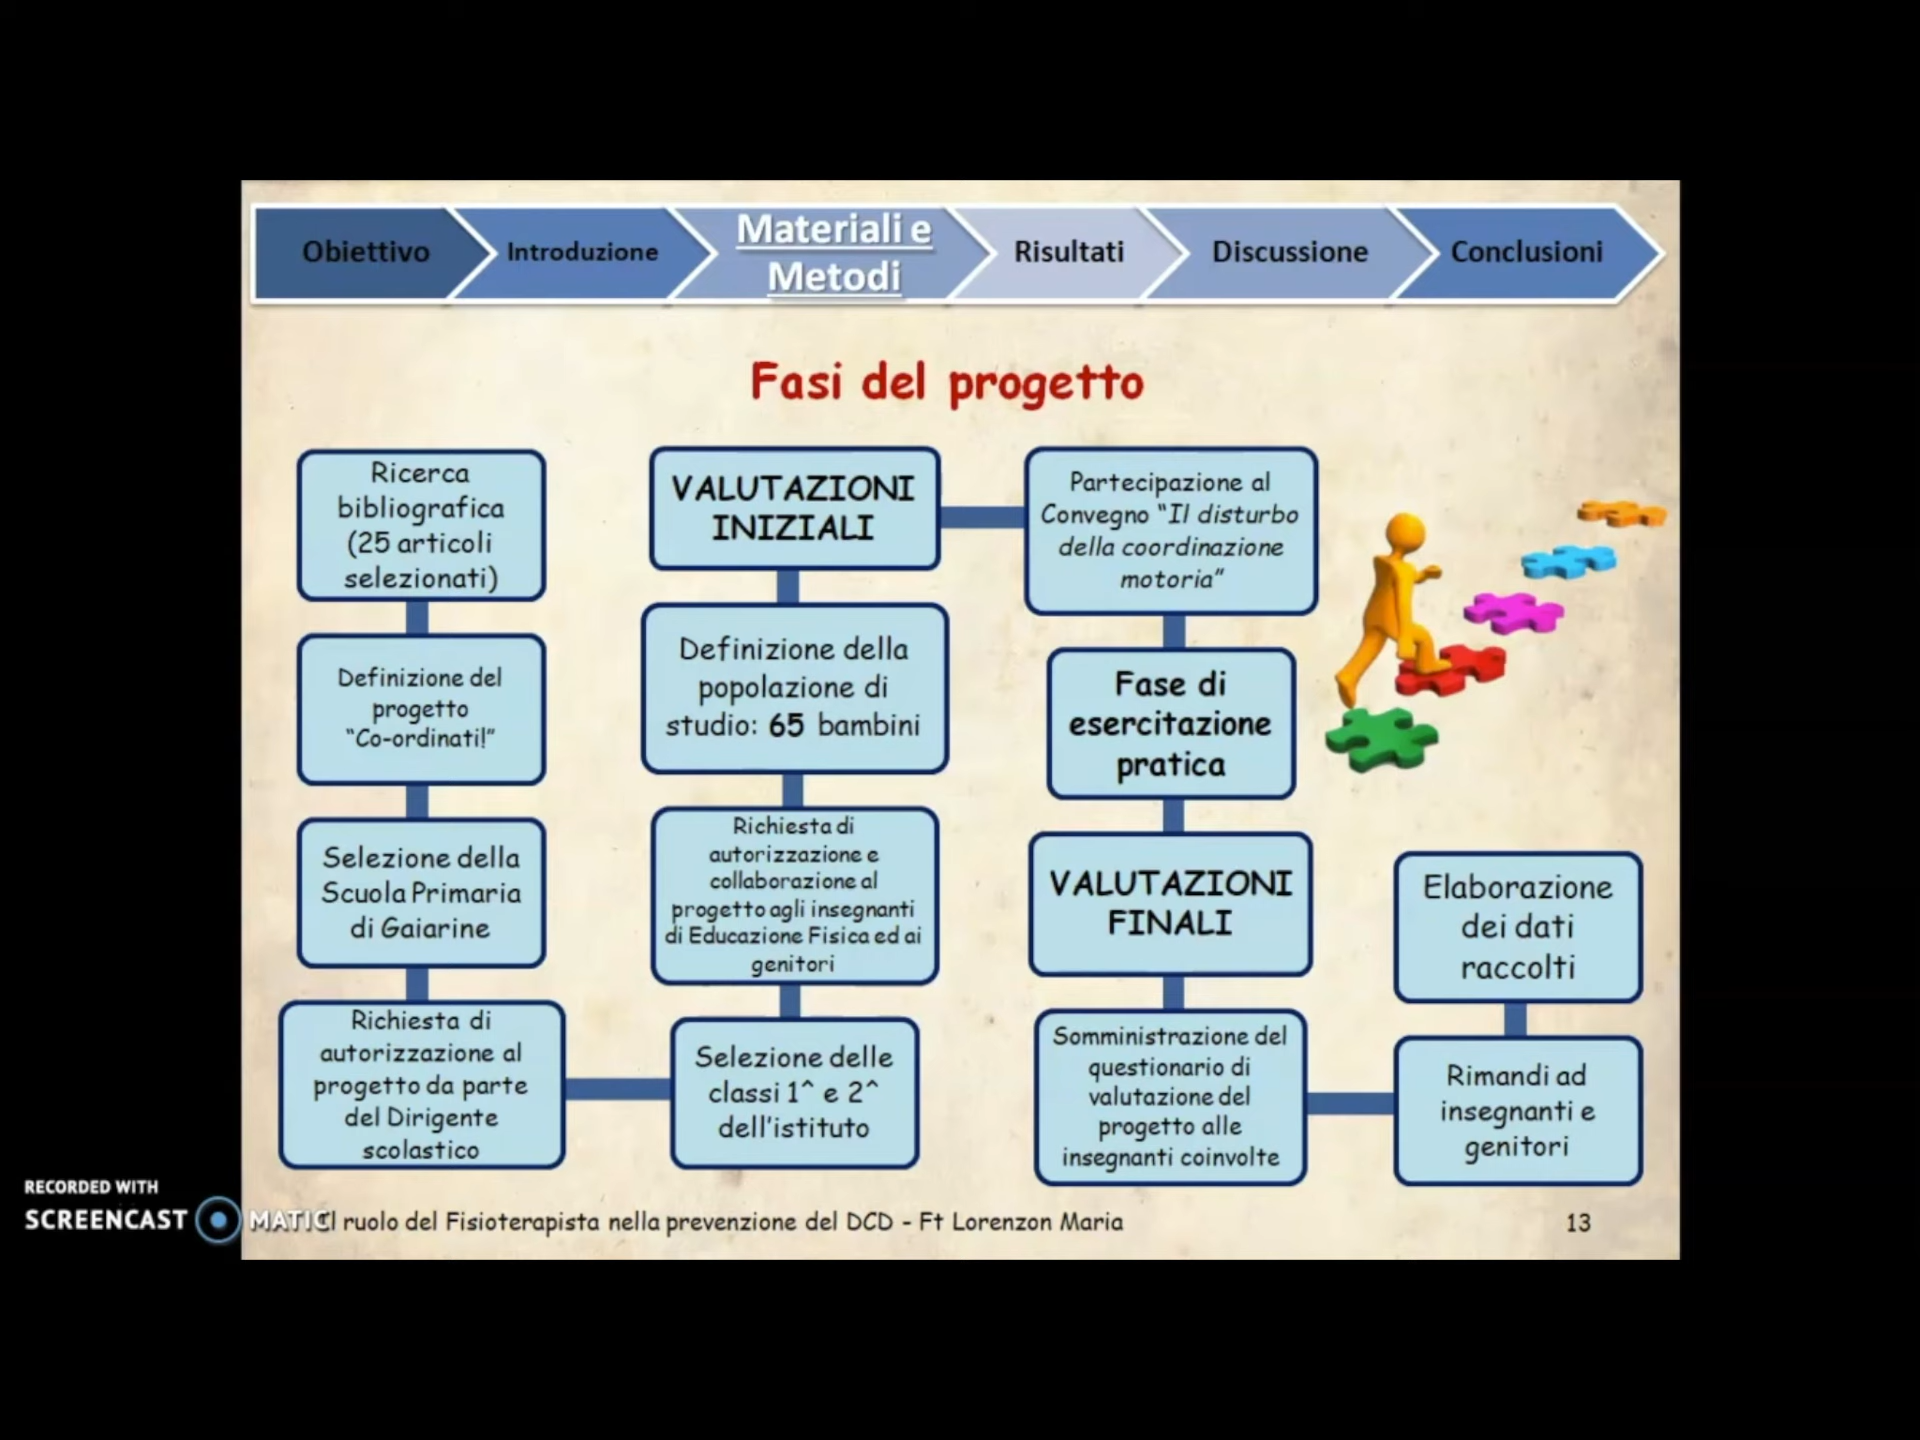 Obiettivo
Introduzione
Materiali e
Metodi
Risultati
Discussione
Conclusioni
Fasi del progetto
Ricerca
bibliografica
(25 articoli
selezionati)
Definizione del
progetto
"Co-ordinati!"
Selezione della
Scuola Primaria
di Gaiarine
Richiesta di
autorizzazione al
progetto da parte
del Dirigente
scolastico
VALUTAZIONI
INIZIALI
Definizione della
popolazione di
studio: 65 bambini
Richiesta di
autorizzazione e
collaborazione al
progetto agli insegnanti
di Educazione Fisica ed ai
genitori
Selezione delle
classi 1^ e 2^
dell'istituto
Partecipazione al
Convegno "Il disturbo
della coordinazione
motoria"
Fase di
esercitazione
pratica
VALUTAZIONI
FINALI
Somministrazione del
questionario di
valutazione del
progetto alle
insegnanti coinvolte
Elaborazione
dei dati
raccolti
Rimandi ad
insegnanti e
genitori
RECORDED WITH
SCREENCAST MATIC
Il ruolo del Fisioterapista nella prevenzione del DCD - Ft Lorenzon Maria
13